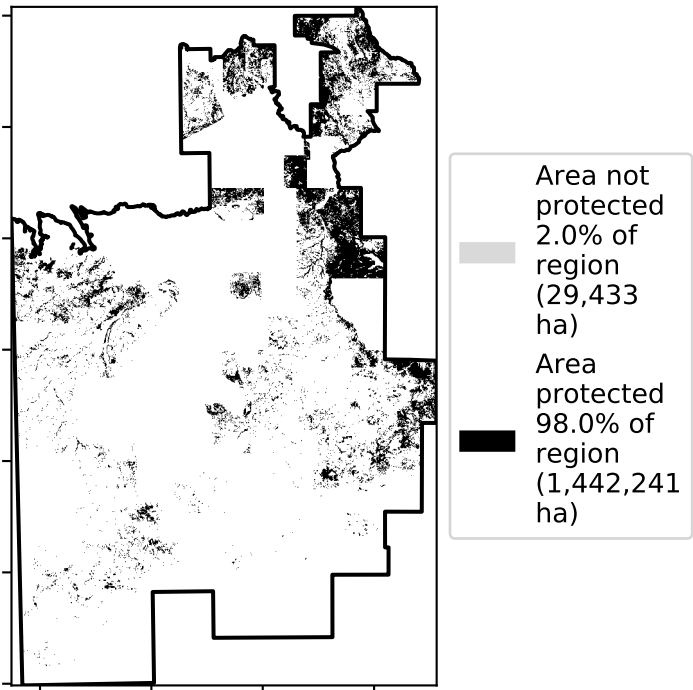 Area not
protected
2.0% of
region
(29,433
ha)
Area
protected
98.0% of
region
(1,442,241
ha)